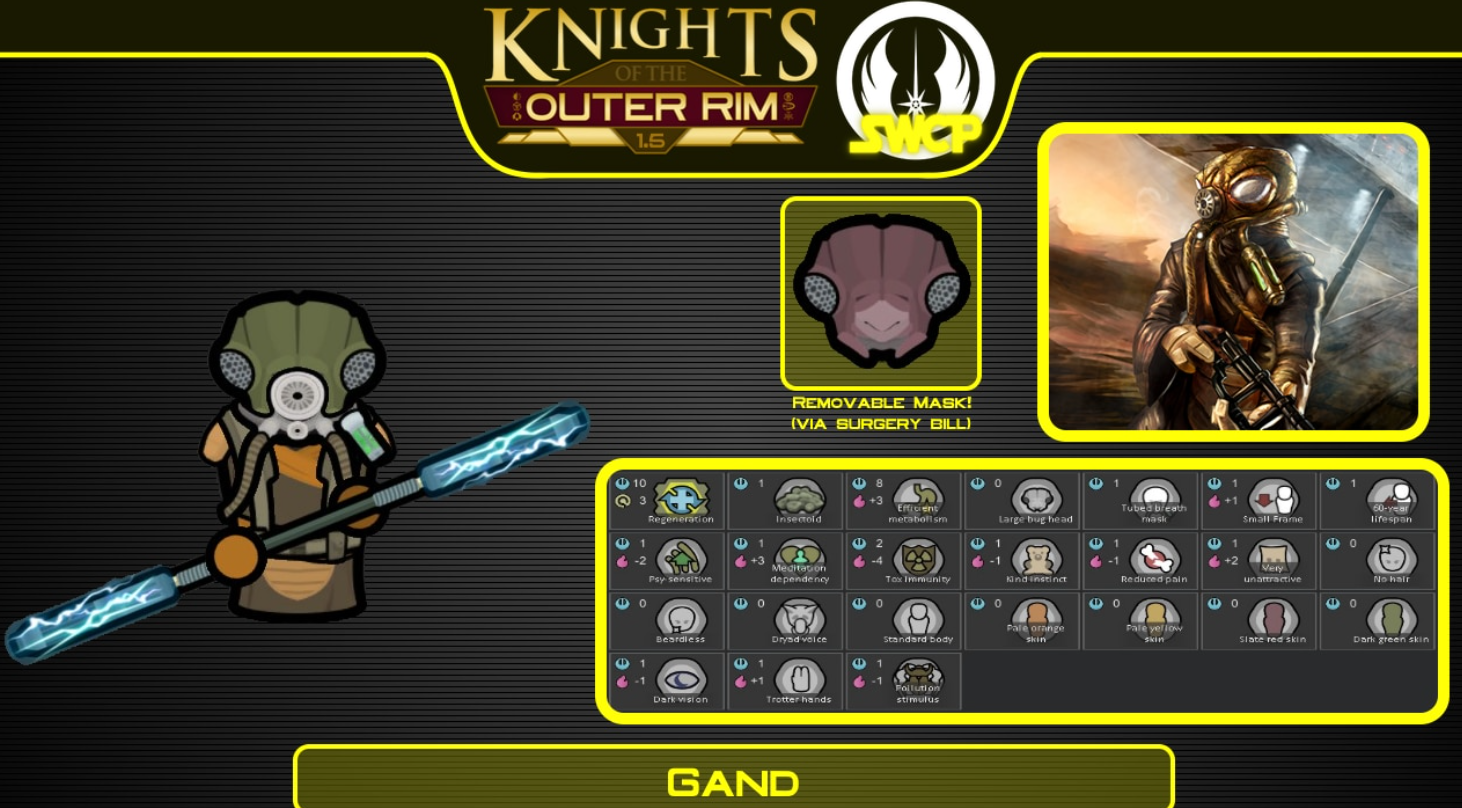 KNIGHTS
OF THE
OUTER RIM
1.5
SWCP
REMOVABLE MASK!
(VIA SURGERY BILL)
10
3
Regeneration
1
Insectoid
8
+3
Efficient
metabolism
0
Large bug head
1
Tubed breath
mask
1
+1
Small Frame
1
60-year
lifespan
1
-2
Psy-sensitive
1
+3
Meditation
dependency
2
-4
Tox immunity
1
-1
Kind instinct
1
-1
Reduced pain
1
+2
Very
unattractive
0
No hair
0
Beardless
0
Dryad voice
0
Standard body
0
Pale orange
skin
0
Pale yellow
skin
0
Slate red skin
0
Dark green skin
1
-1
Dark vision
1
+1
Trotter hands
1
-1
Pollution
stimulus
GAND